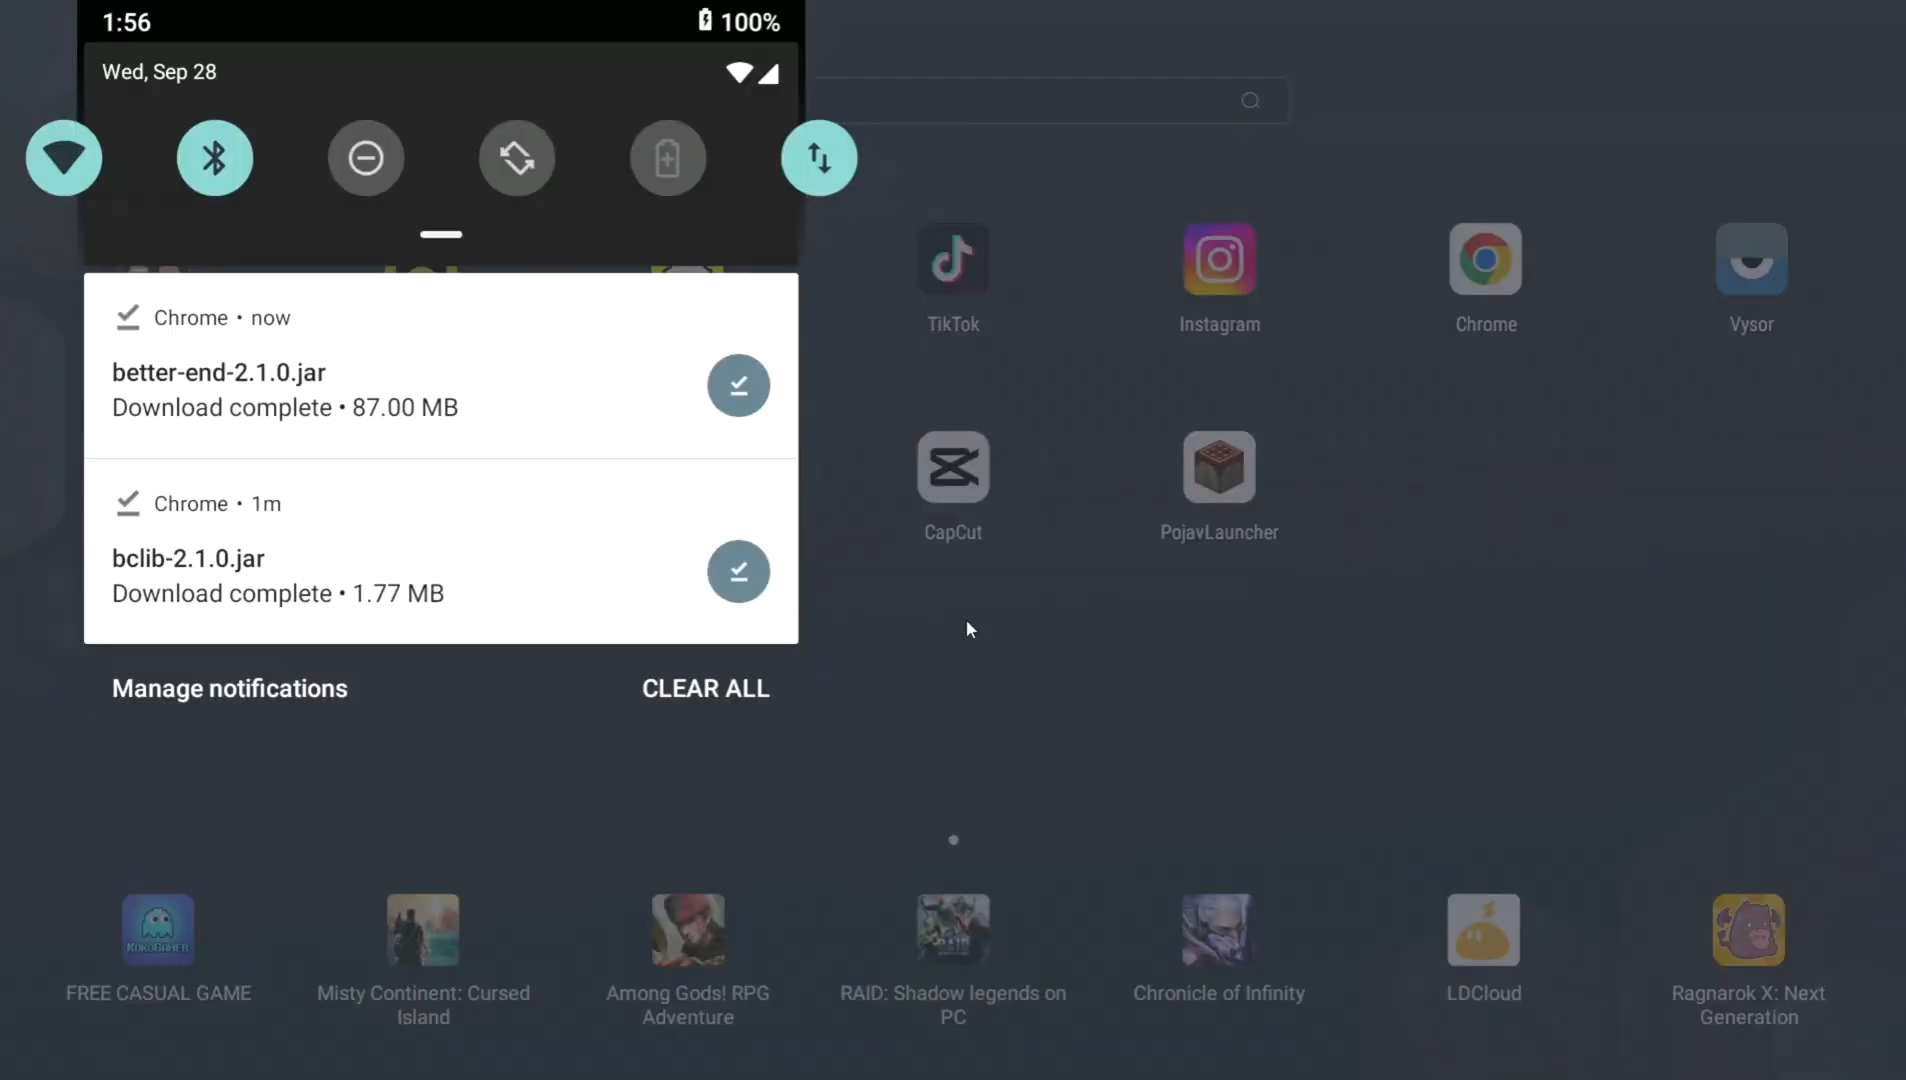 1:56
100%
Wed, Sep 28
Chrome • now
better-end-2.1.0.jar
Download complete • 87.00 MB
Chrome • 1m
bclib-2.1.0.jar
Download complete • 1.77 MB
Manage notifications
CLEAR ALL
TikTok
Instagram
Chrome
Vysor
CapCut
PojavLauncher
KOKOGAMER
FREE CASUAL GAME
Misty Continent: Cursed
Island
Among Gods! RPG
Adventure
RAID
RAID: Shadow legends on
PC
Chronicle of Infinity
LDCloud
Ragnarok X: Next
Generation